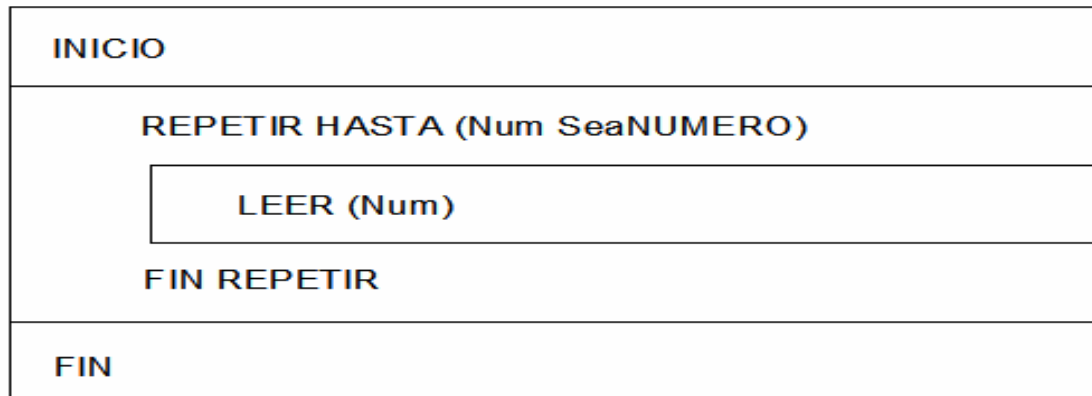 INICIO
REPETIR HASTA (Num SeaNUMERO)
LEER (Num)
FIN REPETIR
FIN